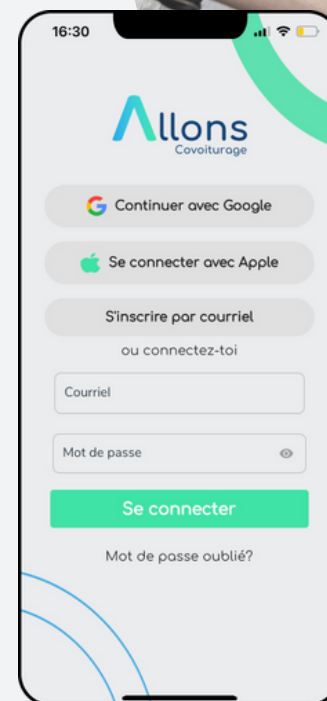 16:30
Allons
Covoiturage
Continuer avec Google
Se connecter avec Apple
S'inscrire par courriel
ou connectez-toi
Courriel
Mot de passe
Se connecter
Mot de passe oublié?